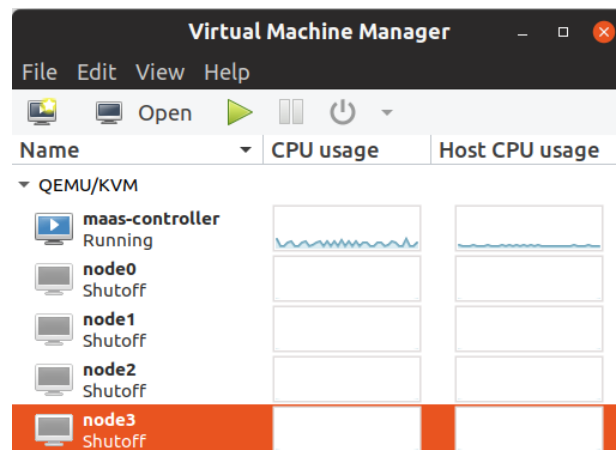 Virtual Machine Manager
File Edit View Help
Open
Name CPU usage Host CPU usage
QEMU/KVM
maas-controller
Running
node0
Shutoff
node1
Shutoff
node2
Shutoff
node3
Shutoff